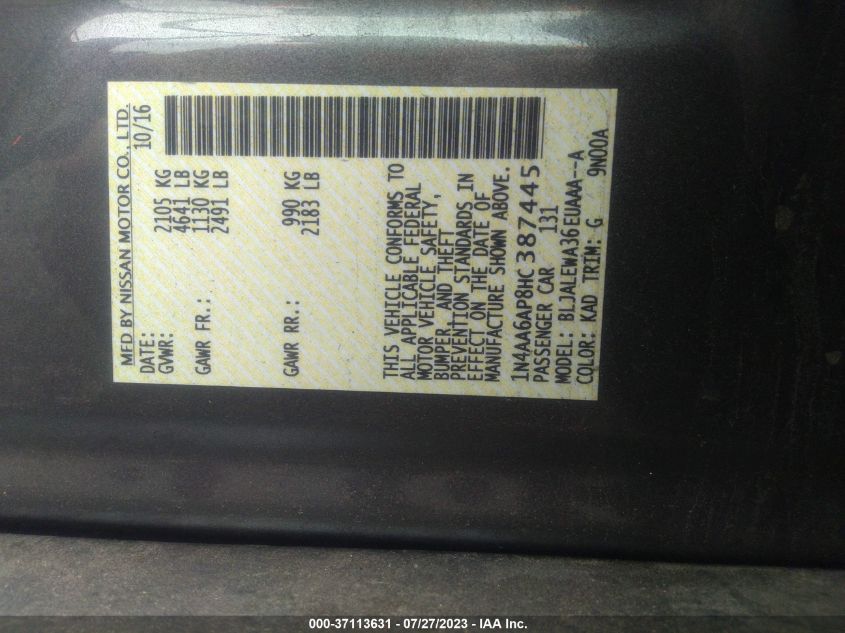 MFD BY NISSAN MOTOR CO., LTD.
DATE: 10/16
GVWR: 2105 KG
4641 LB
GAWR FR.: 1130 KG
2491 LB
GAWR RR.: 990 KG
2183 LB
THIS VEHICLE CONFORMS TO
ALL APPLICABLE FEDERAL
MOTOR VEHICLE SAFETY,
BUMPER, AND THEFT
PREVENTION STANDARDS IN
EFFECT ON THE DATE OF
MANUFACTURE SHOWN ABOVE.
1N4AA6AP8HC387445
PASSENGER CAR 131
MODEL: BLJALEWA36EUAAA--A
COLOR: KAD TRIM: G 9N00A
000-37113631 - 07/27/2023 - IAA Inc.